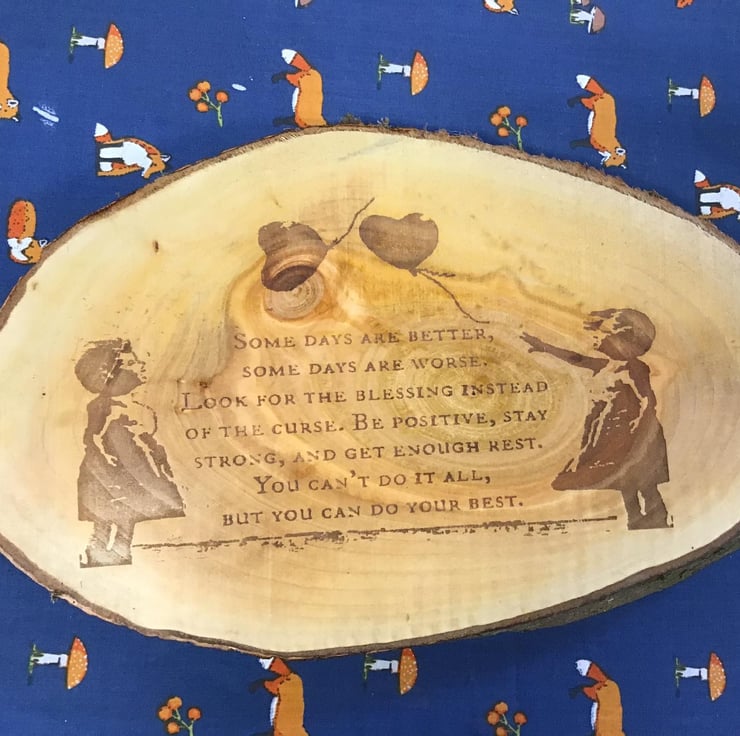 Some days are better,
some days are worse.
Look for the blessing instead
of the curse. Be positive, stay
strong, and get enough rest.
You can't do it all,
but you can do your best.